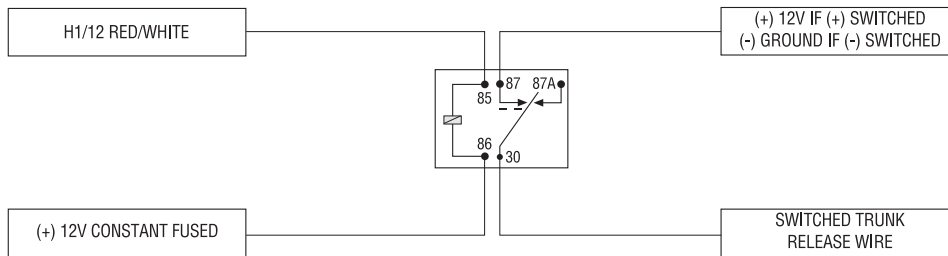 H1/12 RED/WHITE
(+) 12V IF (+) SWITCHED
(-) GROUND IF (-) SWITCHED
87 87A
85
86
30
(+) 12V CONSTANT FUSED
SWITCHED TRUNK
RELEASE WIRE